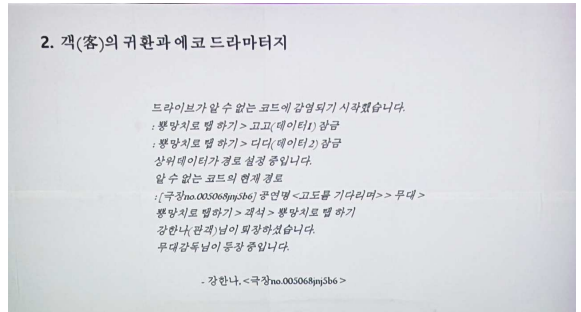 2. 객(客)의 귀환과 에코 드라마터지
드라이브가 알 수 없는 코드에 감염되기 시작했습니다.
: 뿅망치로 탭 하기 > 고고(데이터1) 잠금
: 뿅망치로 탭 하기 > 디디(데이터2) 잠금
상위데이터가 경로 설정 중입니다.
알 수 없는 코드의 현재 경로
:[극장no.005068jnj5b6] 공연명 <고도를 기다리며> > 무대 >
뿅망치로 탭하기 > 객석 > 뿅망치로 탭 하기
강한나(관객)님이 퇴장하셨습니다.
무대감독님이 등장 중입니다.
- 강한나, <극장no.005068jnj5b6 >